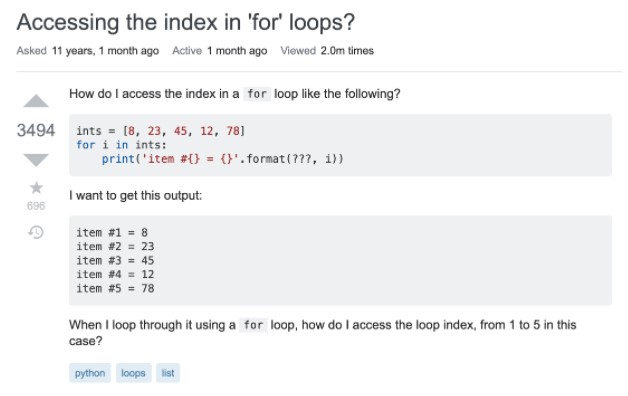 Accessing the index in 'for' loops?
Asked 11 years, 1 month ago Active 1 month ago Viewed 2.0m times
How do I access the index in a for loop like the following?
3494
ints = [8, 23, 45, 12, 78]
for i in ints:
    print('item #{} = {}'.format(???, i))
696
I want to get this output:
item #1 = 8
item #2 = 23
item #3 = 45
item #4 = 12
item #5 = 78
When I loop through it using a for loop, how do I access the loop index, from 1 to 5 in this
case?
python loops list